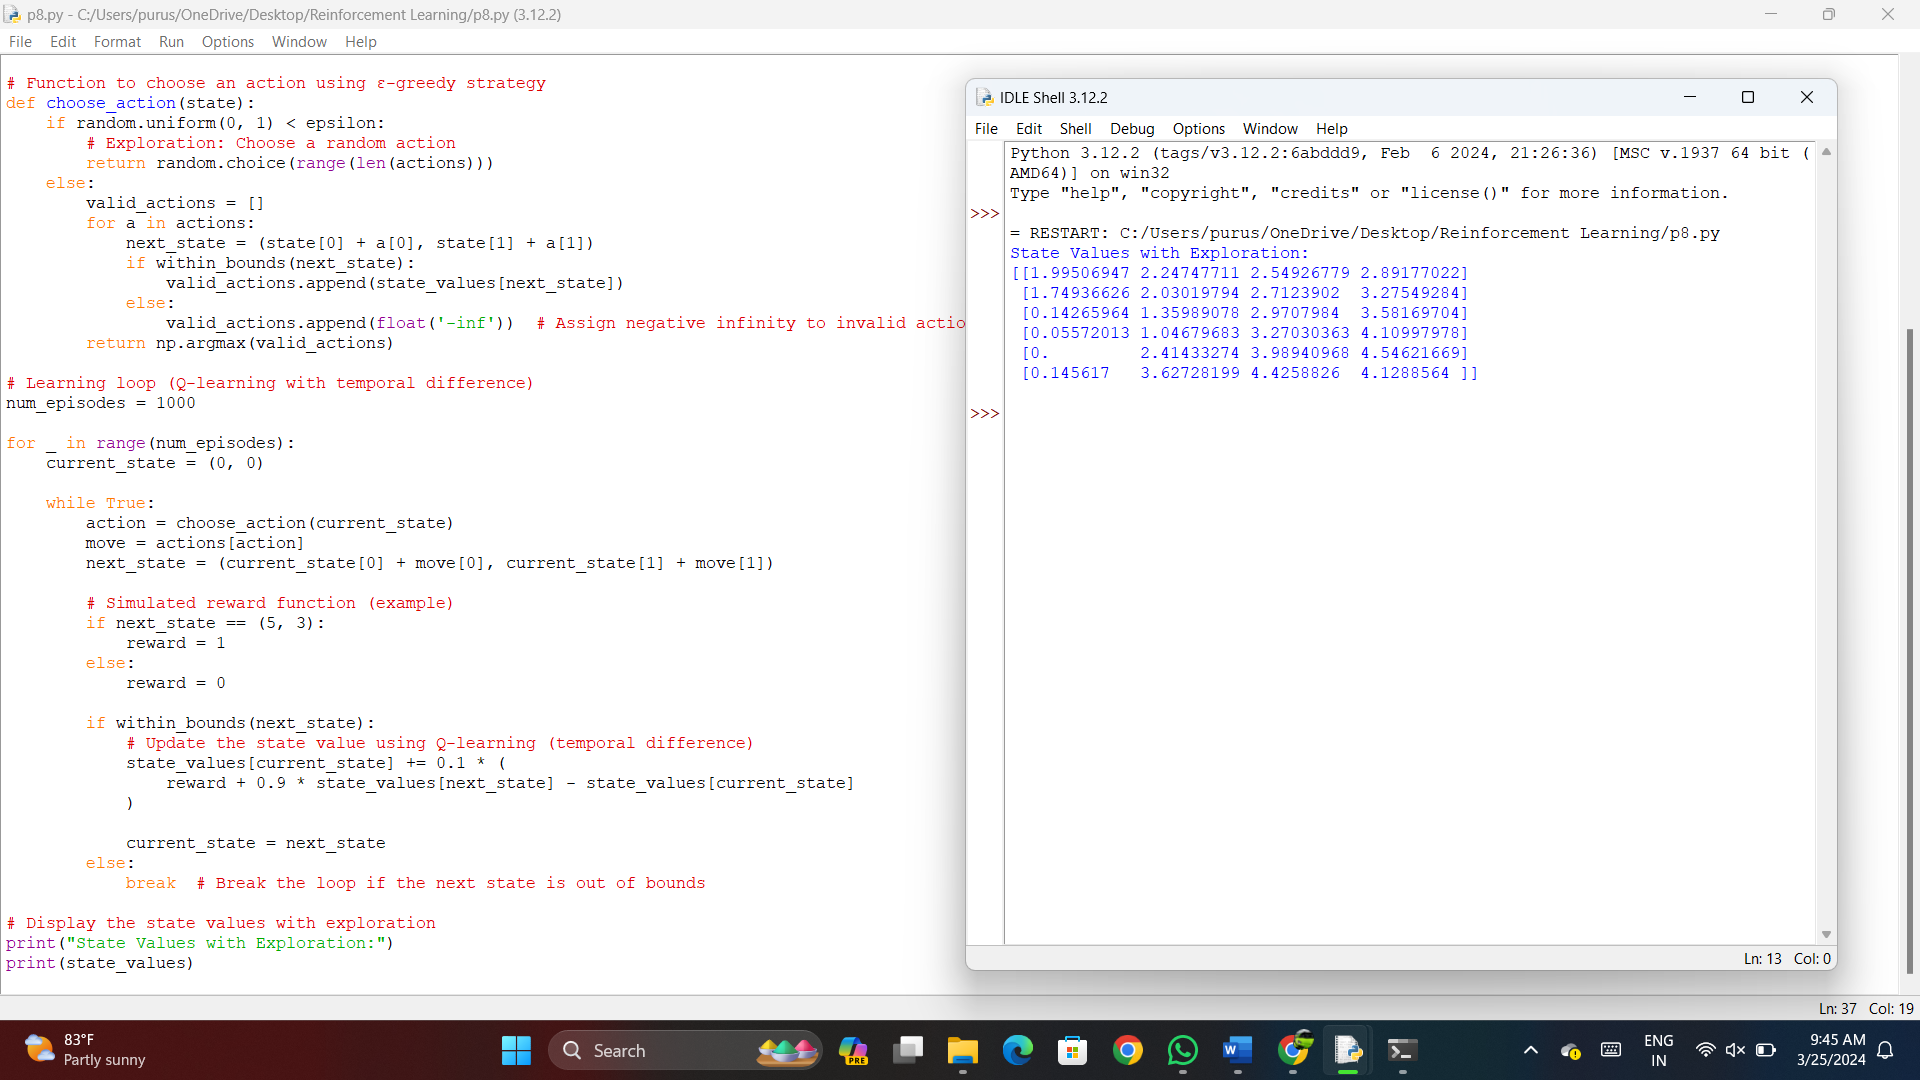 p8.py - C:/Users/purus/OneDrive/Desktop/Reinforcement Learning/p8.py (3.12.2)
File Edit Format Run Options Window Help
# Function to choose an action using ε-greedy strategy
def choose_action(state):
    if random.uniform(0, 1) < epsilon:
        # Exploration: Choose a random action
        return random.choice(range(len(actions)))
    else:
        valid_actions = []
        for a in actions:
            next_state = (state[0] + a[0], state[1] + a[1])
            if within_bounds(next_state):
                valid_actions.append(state_values[next_state])
            else:
                valid_actions.append(float('-inf'))  # Assign negative infinity to invalid actio
        return np.argmax(valid_actions)
# Learning loop (Q-learning with temporal difference)
num_episodes = 1000
for _ in range(num_episodes):
    current_state = (0, 0)
    while True:
        action = choose_action(current_state)
        move = actions[action]
        next_state = (current_state[0] + move[0], current_state[1] + move[1])
        # Simulated reward function (example)
        if next_state == (5, 3):
            reward = 1
        else:
            reward = 0
        if within_bounds(next_state):
            # Update the state value using Q-learning (temporal difference)
            state_values[current_state] += 0.1 * (
                reward + 0.9 * state_values[next_state] - state_values[current_state]
            )
            current_state = next_state
        else:
            break  # Break the loop if the next state is out of bounds
# Display the state values with exploration
print("State Values with Exploration:")
print(state_values)
Ln: 37 Col: 19
IDLE Shell 3.12.2
File Edit Shell Debug Options Window Help
Python 3.12.2 (tags/v3.12.2:6abddd9, Feb  6 2024, 21:26:36) [MSC v.1937 64 bit (
AMD64)] on win32
Type "help", "copyright", "credits" or "license()" for more information.
>>>
= RESTART: C:/Users/purus/OneDrive/Desktop/Reinforcement Learning/p8.py
State Values with Exploration:
[[1.99506947 2.24747711 2.54926779 2.89177022]
 [1.74936626 2.03019794 2.7123902  3.27549284]
 [0.14265964 1.35989078 2.9707984  3.58169704]
 [0.05572013 1.04679683 3.27030363 4.10997978]
 [0.         2.41433274 3.98940968 4.54621669]
 [0.145617   3.62728199 4.4258826  4.1288564 ]]
>>>
Ln: 13 Col: 0
83°F
Partly sunny
Search
PRE
W
ENG
IN
9:45 AM
3/25/2024